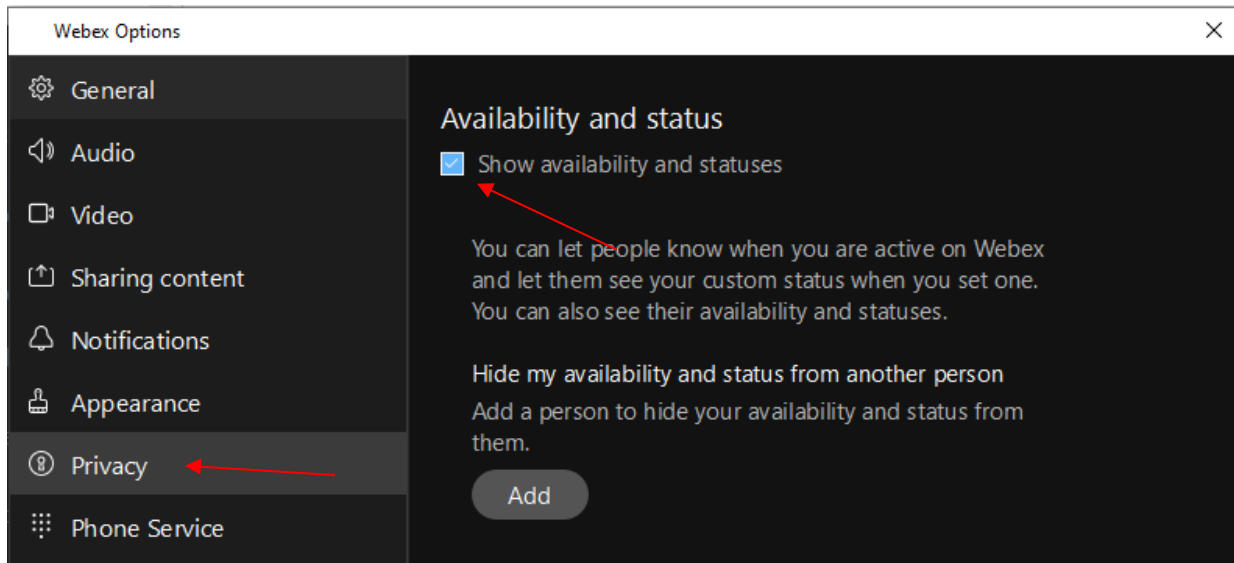 Webex Options
General
Audio
Video
Sharing content
Notifications
Appearance
Privacy
Phone Service
Availability and status
Show availability and statuses
You can let people know when you are active on Webex
and let them see your custom status when you set one.
You can also see their availability and statuses.
Hide my availability and status from another person
Add a person to hide your availability and status from
them.
Add